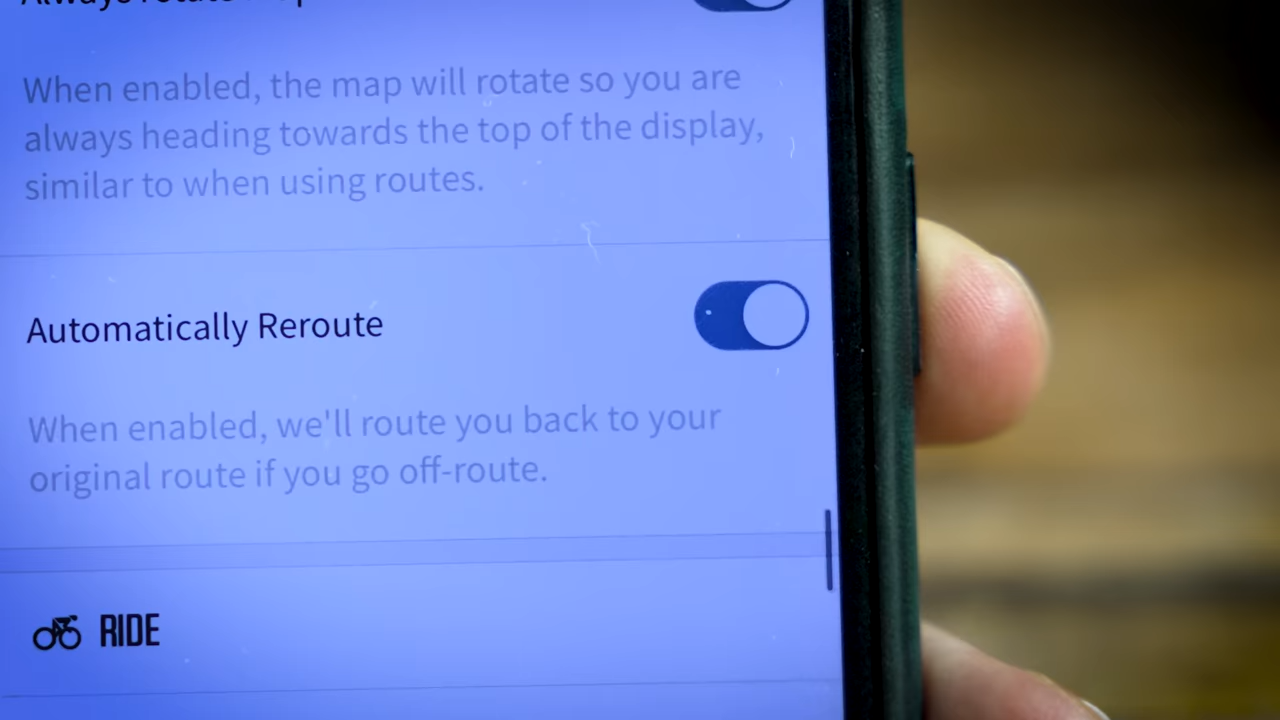 Always rotate
When enabled, the map will rotate so you are
always heading towards the top of the display,
similar to when using routes.
Automatically Reroute
When enabled, we'll route you back to your
original route if you go off-route.
RIDE